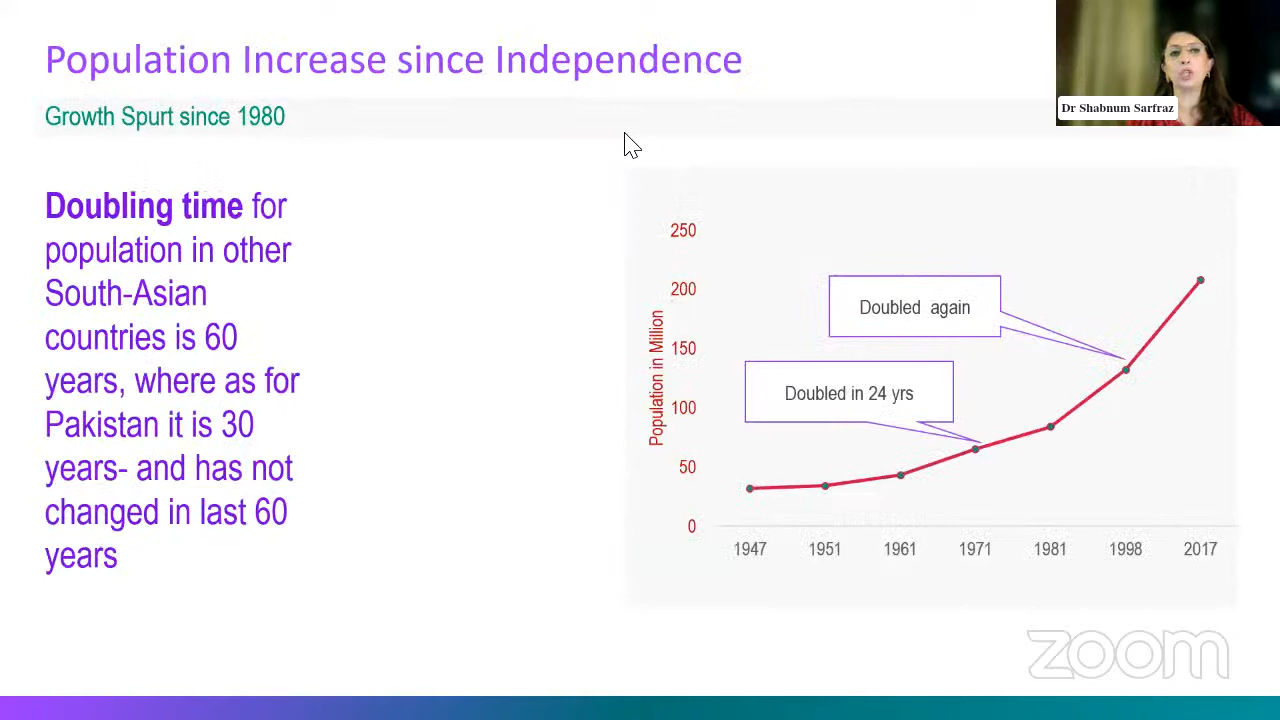 Population Increase since Independence
Growth Spurt since 1980
Dr Shabnum Sarfraz
Doubling time for
population in other
South-Asian
countries is 60
years, where as for
Pakistan it is 30
years- and has not
changed in last 60
years
Population in Million
250
200
150
100
50
0
Doubled again
Doubled in 24 yrs
1947 1951 1961 1971 1981 1998 2017
zoom